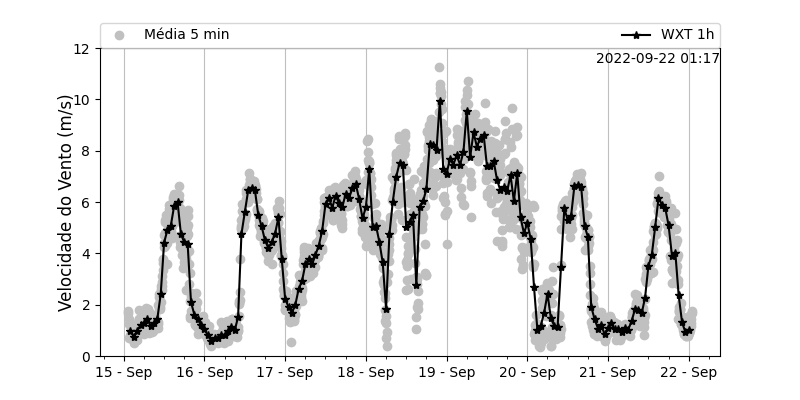 Média 5 min
WXT 1h
2022-09-22 01:17
Velocidade do Vento (m/s)
12
10
8
6
4
2
0
15 - Sep
16 - Sep
17 - Sep
18 - Sep
19 - Sep
20 - Sep
21 - Sep
22 - Sep